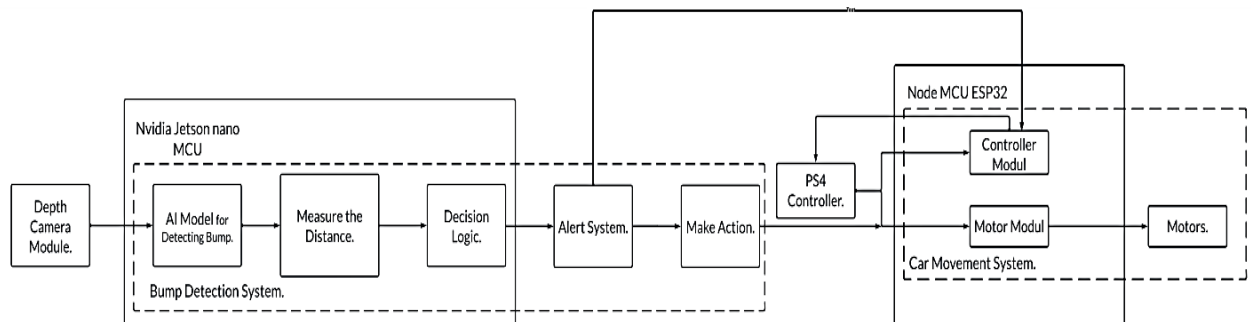 Node MCU ESP32
Nvidia Jetson nano
MCU
Controller
Modul
PS4
Controller.
Depth
Camera
Module.
AI Model for
Detecting Bump.
Measure the
Distance.
Decision
Logic.
Alert System.
Make Action.
Motor Modul
Motors.
Car Movement System.
Bump Detection System.